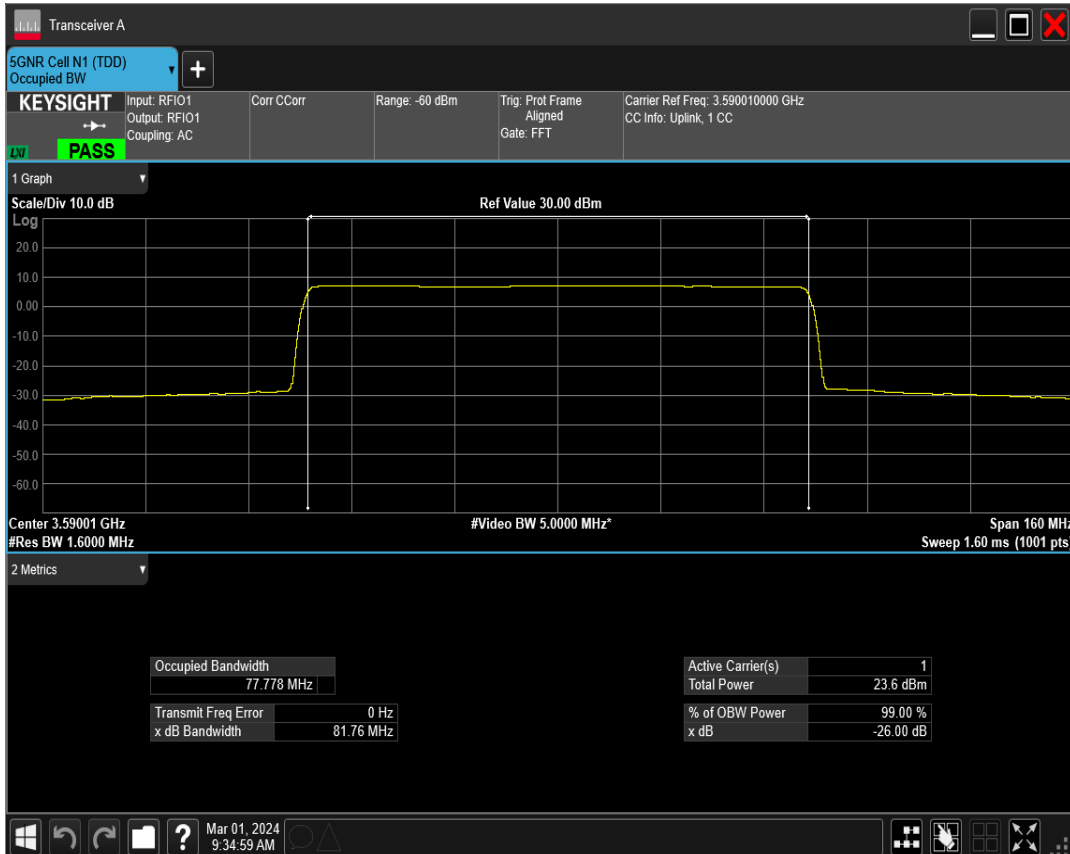 Transceiver A
5GNR Cell N1 (TDD)
Occupied BW
+
KEYSIGHT
LXI
PASS
Input: RFIO1
Output: RFIO1
Coupling: AC
Corr CCorr
Range: -60 dBm
Trig: Prot Frame
Aligned
Gate: FFT
Carrier Ref Freq: 3.590010000 GHz
CC Info: Uplink, 1 CC
1 Graph
Scale/Div 10.0 dB
Ref Value 30.00 dBm
Log
20.0
10.0
0.00
-10.0
-20.0
-30.0
-40.0
-50.0
-60.0
Center 3.59001 GHz
#Video BW 5.0000 MHz*
Span 160 MHz
#Res BW 1.6000 MHz
Sweep 1.60 ms (1001 pts)
2 Metrics
Occupied Bandwidth
77.778 MHz
Transmit Freq Error 0 Hz
x dB Bandwidth 81.76 MHz
Active Carrier(s) 1
Total Power 23.6 dBm
% of OBW Power 99.00 %
x dB -26.00 dB
?
Mar 01, 2024
9:34:59 AM